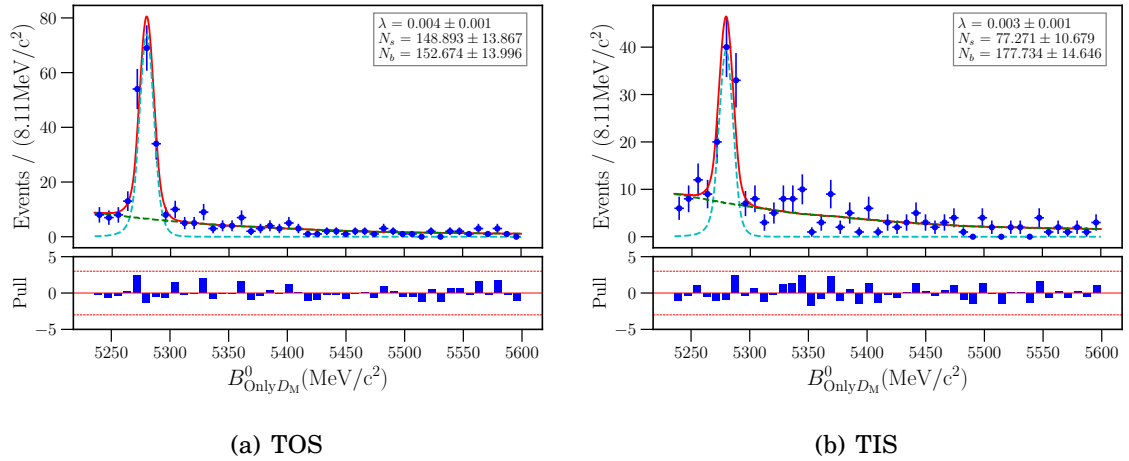 80
60
40
20
0
Events / (8.11MeV/c²)
λ = 0.004 ± 0.001
N_s = 148.893 ± 13.867
N_b = 152.674 ± 13.996
5
0
−5
Pull
5250 5300 5350 5400 5450 5500 5550 5600
B⁰_OnlyD_M (MeV/c²)
(a) TOS
40
30
20
10
0
Events / (8.11MeV/c²)
λ = 0.003 ± 0.001
N_s = 77.271 ± 10.679
N_b = 177.734 ± 14.646
5
0
−5
Pull
5250 5300 5350 5400 5450 5500 5550 5600
B⁰_OnlyD_M (MeV/c²)
(b) TIS